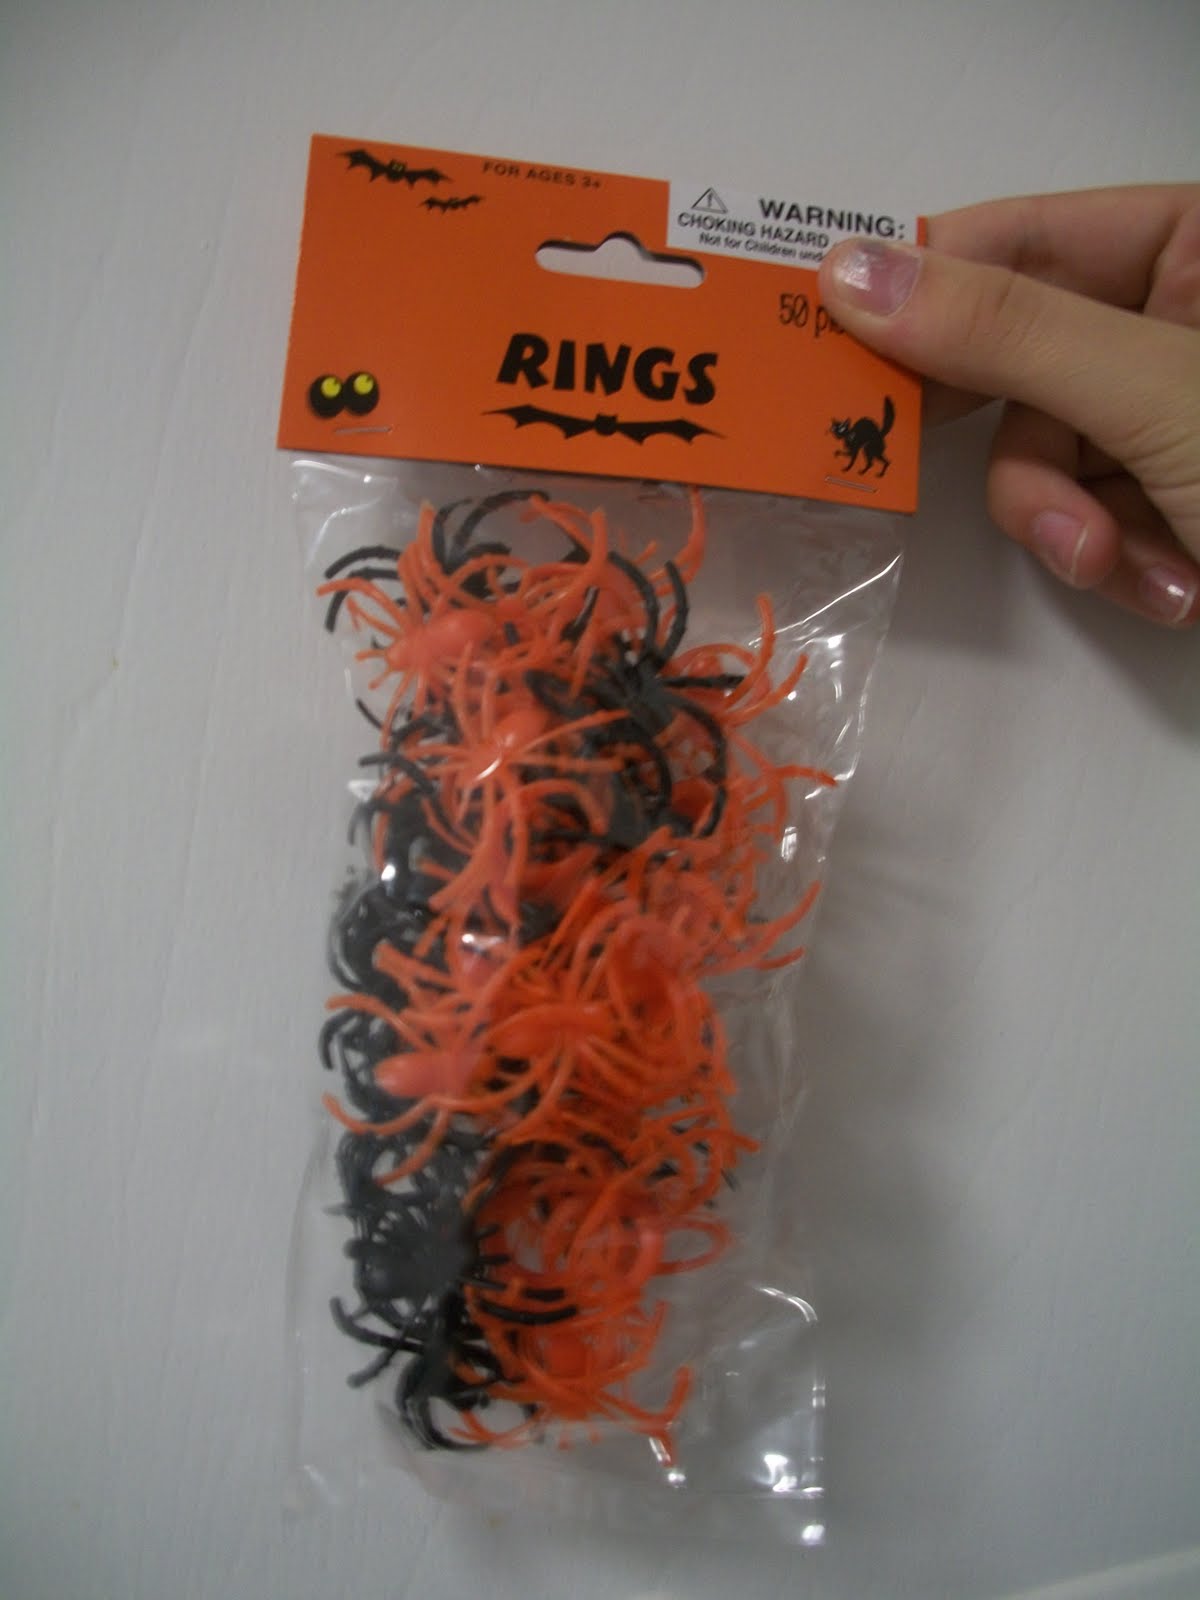 FOR AGES 3+
WARNING:
CHOKING HAZARD
Not for Children
50
RINGS